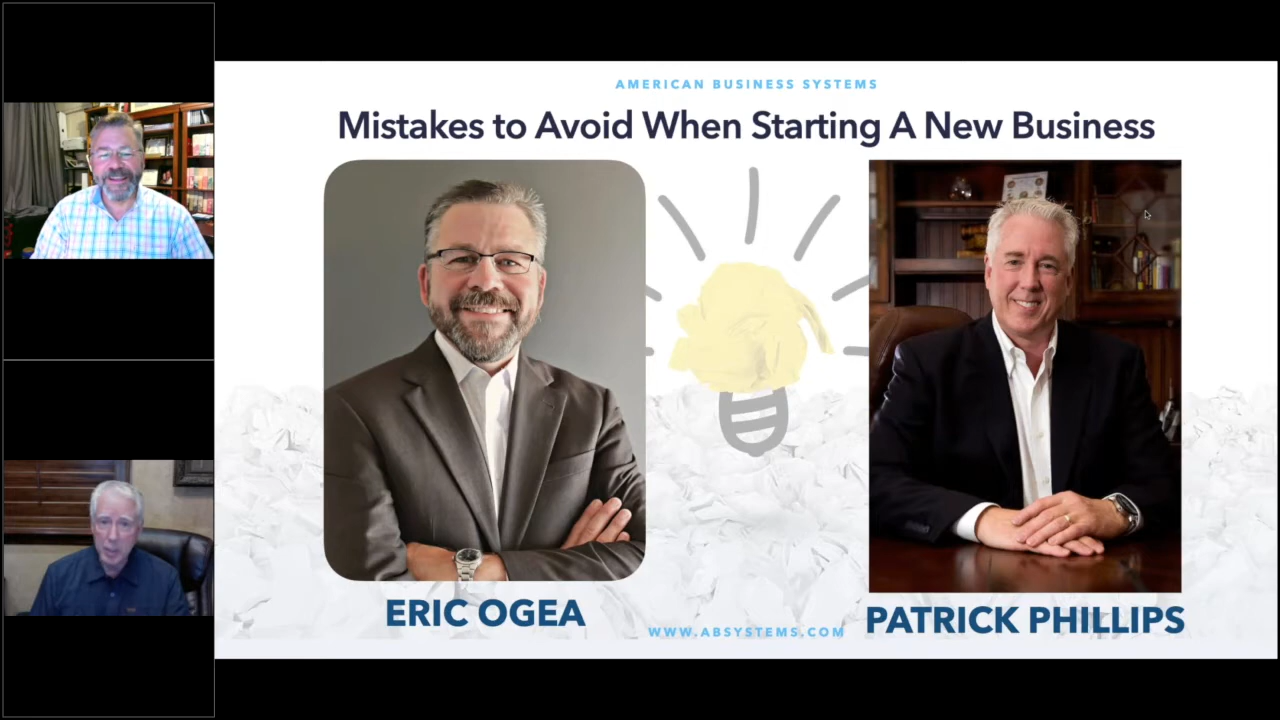 AMERICAN BUSINESS SYSTEMS
Mistakes to Avoid When Starting A New Business
ERIC OGEA
PATRICK PHILLIPS
WWW.ABSYSTEMS.COM